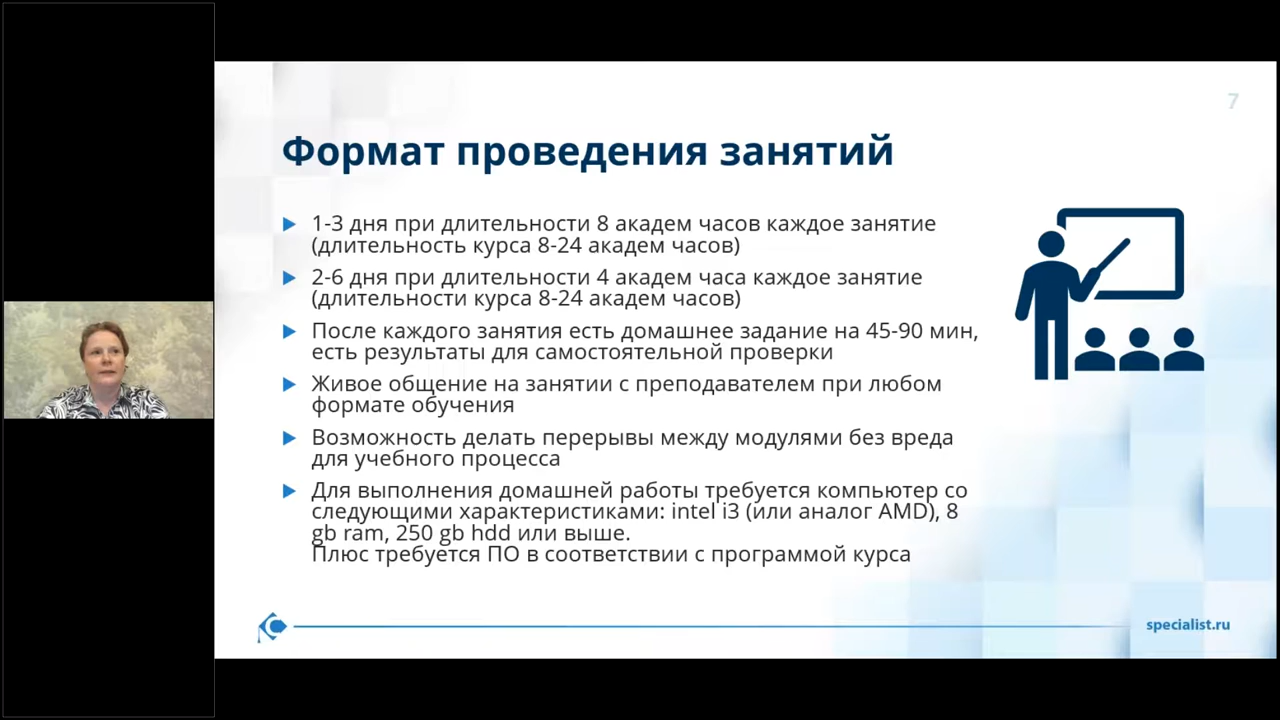 7
Формат проведения занятий
1-3 дня при длительности 8 академ часов каждое занятие
(длительность курса 8-24 академ часов)
2-6 дня при длительности 4 академ часа каждое занятие
(длительности курса 8-24 академ часов)
После каждого занятия есть домашнее задание на 45-90 мин,
есть результаты для самостоятельной проверки
Живое общение на занятии с преподавателем при любом
формате обучения
Возможность делать перерывы между модулями без вреда
для учебного процесса
Для выполнения домашней работы требуется компьютер со
следующими характеристиками: intel i3 (или аналог AMD), 8
gb ram, 250 gb hdd или выше.
Плюс требуется ПО в соответствии с программой курса
specialist.ru